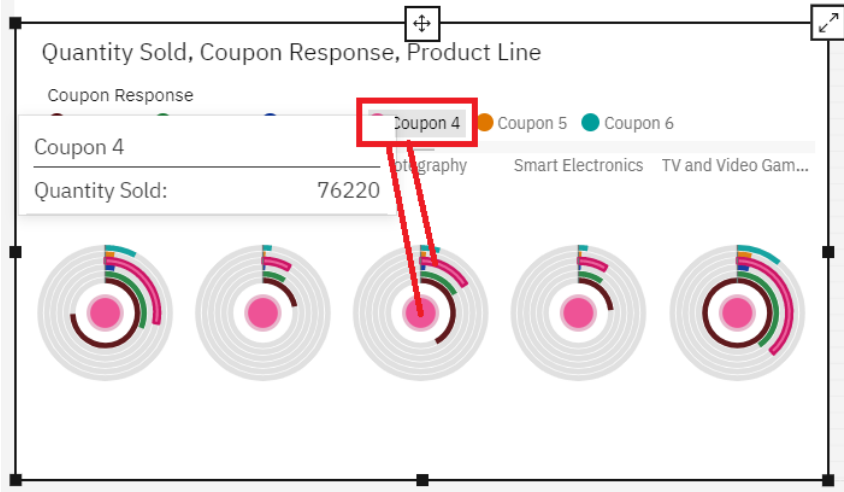 Quantity Sold, Coupon Response, Product Line
Coupon Response
Coupon 4 Coupon 5 Coupon 6
Coupon 4
Quantity Sold: 76220
Smart Electronics TV and Video Gam...